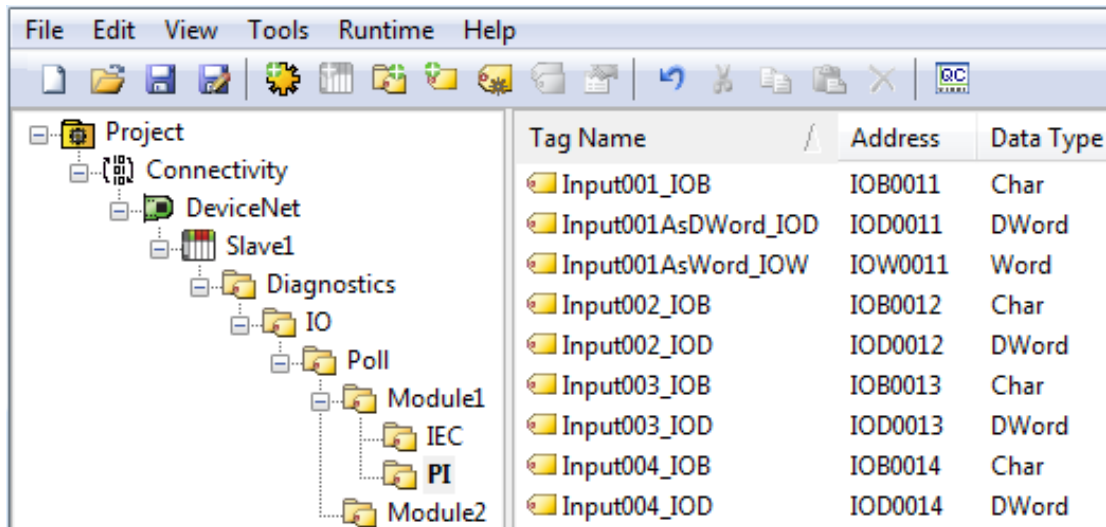 File Edit View Tools Runtime Help
QC
Project
Connectivity
DeviceNet
Slave1
Diagnostics
IO
Poll
Module1
IEC
PI
Module2
Tag Name Address Data Type
Input001_IOB IOB0011 Char
Input001AsDWord_IOD IOD0011 DWord
Input001AsWord_IOW IOW0011 Word
Input002_IOB IOB0012 Char
Input002_IOD IOD0012 DWord
Input003_IOB IOB0013 Char
Input003_IOD IOD0013 DWord
Input004_IOB IOB0014 Char
Input004_IOD IOD0014 DWord